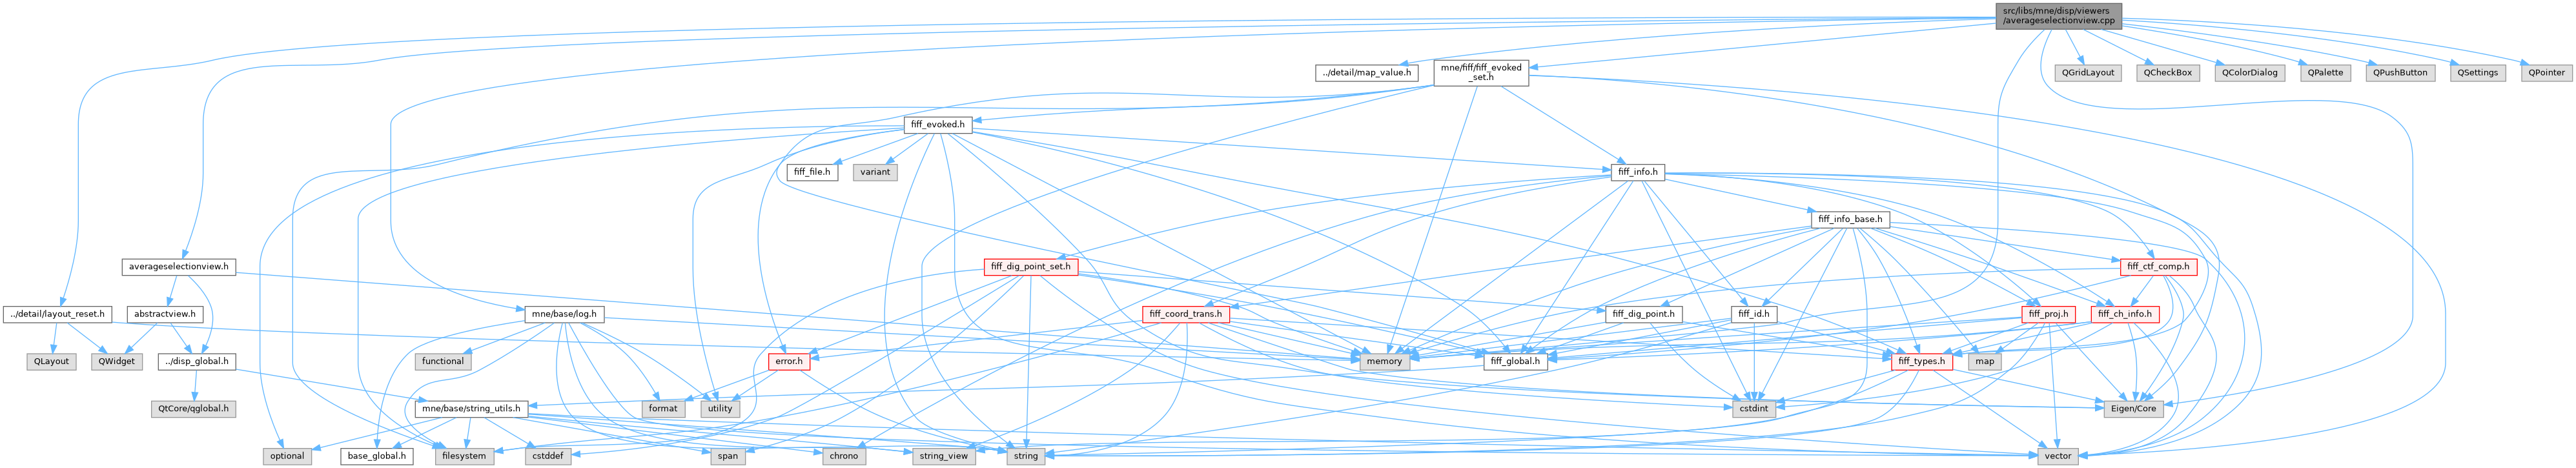 src/libs/mne/disp/viewers
/averageselectionview.cpp
../detail/map_value.h
mne/fiff/fiff_evoked
_set.h
QGridLayout
QCheckBox
QColorDialog
QPalette
QPushButton
QSettings
QPointer
fiff_evoked.h
fiff_file.h
variant
fiff_info.h
fiff_info_base.h
averageselectionview.h
fiff_dig_point_set.h
fiff_ctf_comp.h
../detail/layout_reset.h
abstractview.h
mne/base/log.h
fiff_coord_trans.h
fiff_dig_point.h
fiff_id.h
fiff_proj.h
fiff_ch_info.h
QLayout
QWidget
../disp_global.h
functional
error.h
memory
fiff_global.h
fiff_types.h
map
QtCore/qglobal.h
mne/base/string_utils.h
format
utility
cstdint
Eigen/Core
optional
base_global.h
filesystem
cstddef
span
chrono
string_view
string
vector